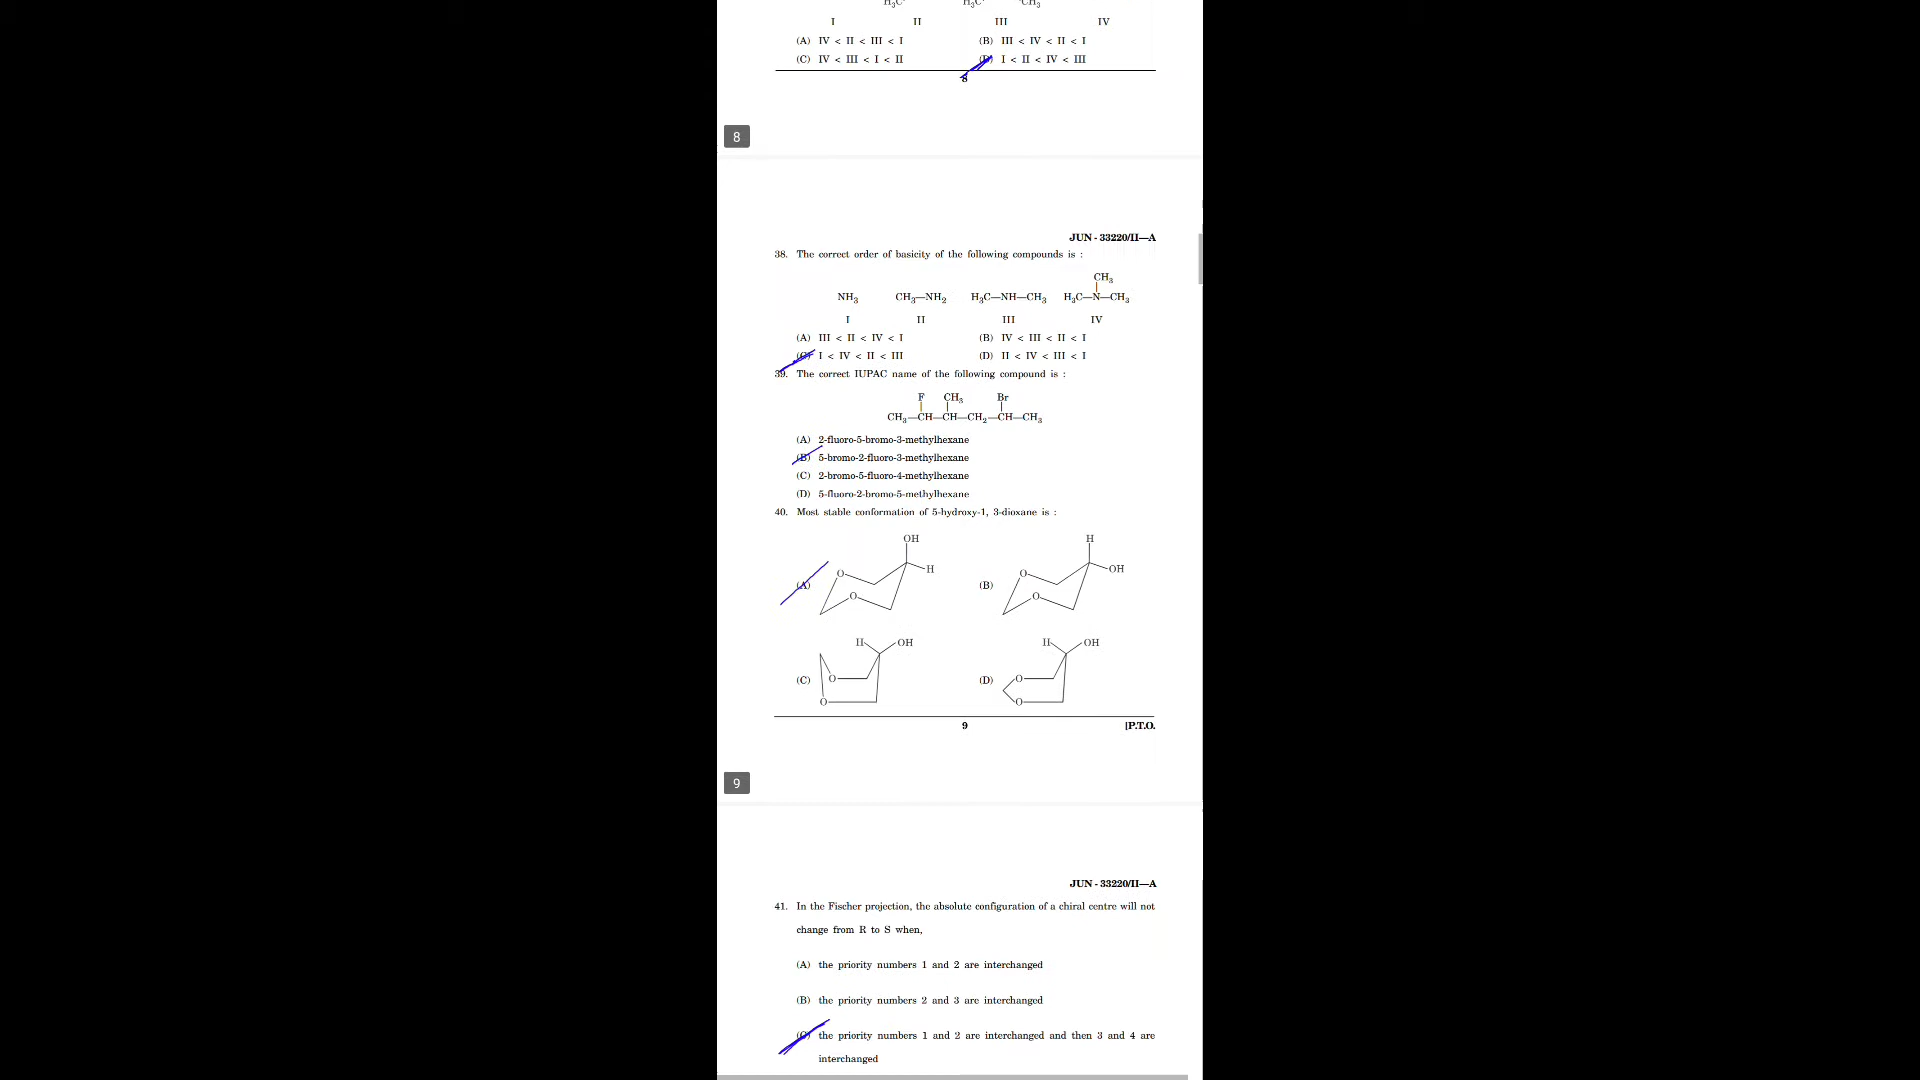 H3C CH3
I II III IV
(A) IV < II < III < I (B) III < IV < II < I
(C) IV < III < I < II (D) I < II < IV < III
8
8
JUN - 33220/II—A
38. The correct order of basicity of the following compounds is :
CH3
NH3 CH3—NH2 H3C—NH—CH3 H3C—N—CH3
I II III IV
(A) III < II < IV < I (B) IV < III < II < I
(C) I < IV < II < III (D) II < IV < III < I
39. The correct IUPAC name of the following compound is :
F CH3 Br
CH3—CH—CH—CH2—CH—CH3
(A) 2-fluoro-5-bromo-3-methylhexane
(B) 5-bromo-2-fluoro-3-methylhexane
(C) 2-bromo-5-fluoro-4-methylhexane
(D) 5-fluoro-2-bromo-5-methylhexane
40. Most stable conformation of 5-hydroxy-1, 3-dioxane is :
OH H
O H O OH
(A) O (B) O
H OH H OH
(C) O (D) O
O O
9 [P.T.O.
9
JUN - 33220/II—A
41. In the Fischer projection, the absolute configuration of a chiral centre will not
change from R to S when,
(A) the priority numbers 1 and 2 are interchanged
(B) the priority numbers 2 and 3 are interchanged
(C) the priority numbers 1 and 2 are interchanged and then 3 and 4 are
interchanged